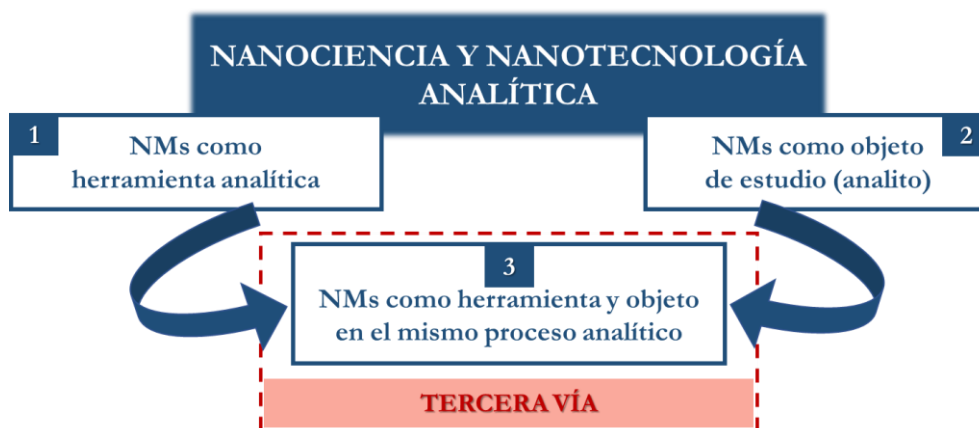 NANOCIENCIA Y NANOTECNOLOGÍA
ANALÍTICA
1
NMs como
herramienta analítica
2
NMs como objeto
de estudio (analito)
3
NMs como herramienta y objeto
en el mismo proceso analítico
TERCERA VÍA